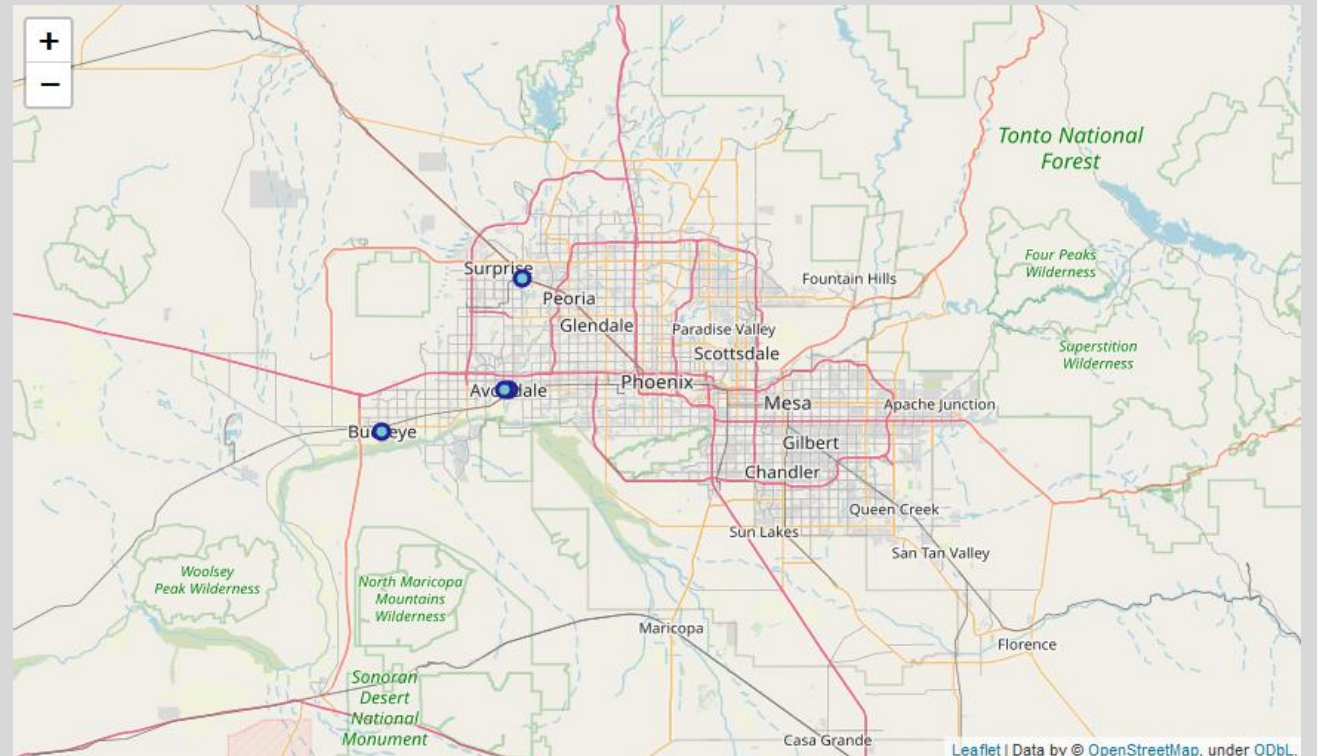 +
−
Tonto National
Forest
Four Peaks
Wilderness
Fountain Hills
Surprise
Peoria
Glendale
Paradise Valley
Scottsdale
Superstition
Wilderness
Phoenix
Mesa
Apache Junction
Gilbert
Chandler
Queen Creek
Sun Lakes
San Tan Valley
Woolsey
Peak Wilderness
North Maricopa
Mountains
Wilderness
Maricopa
Florence
Sonoran
Desert
National
Monument
Casa Grande
Leaflet | Data by © OpenStreetMap, under ODbL.